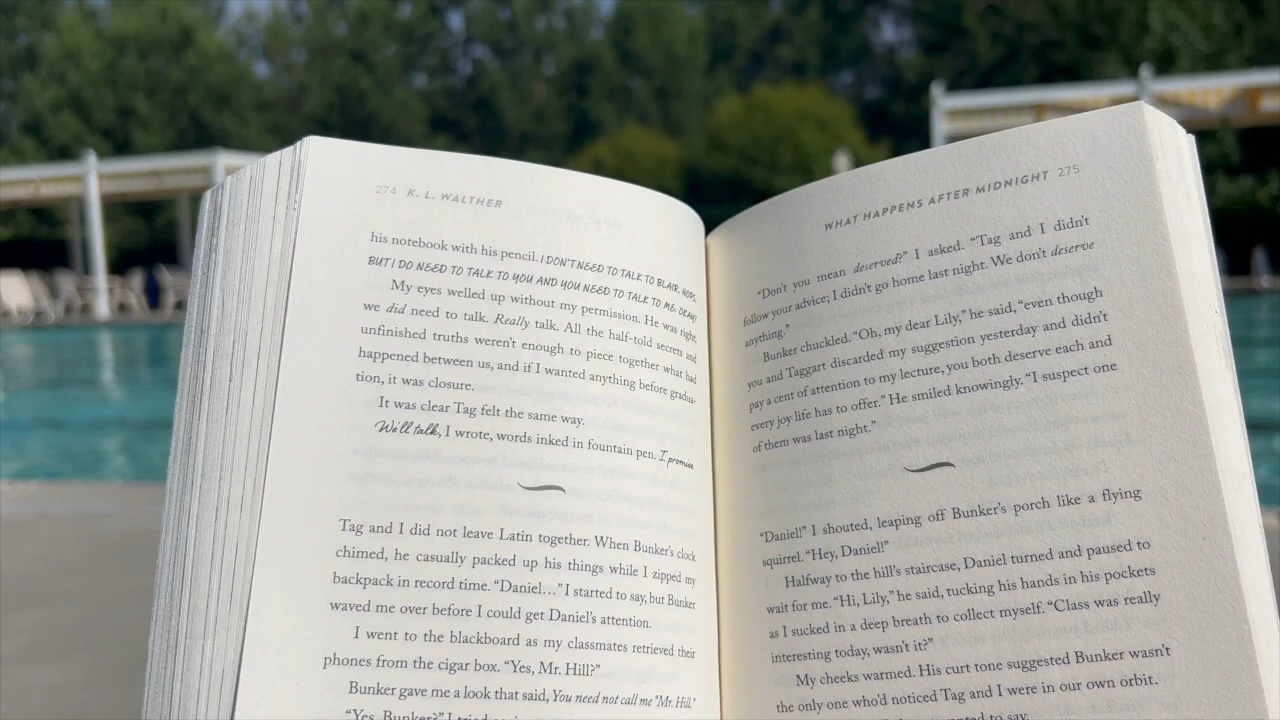 274 K. L. WALTHER
his notebook with his pencil. I DON'T NEED TO TALK TO BLAIR, HOPS,
BUT I DO NEED TO TALK TO YOU AND YOU NEED TO TALK TO ME. OKAY?
My eyes welled up without my permission. He was right;
we did need to talk. Really talk. All the half-told secrets and
unfinished truths weren't enough to piece together what had
happened between us, and if I wanted anything before gradua-
tion, it was closure.
It was clear Tag felt the same way.
We'll talk, I wrote, words inked in fountain pen. I promise.
Tag and I did not leave Latin together. When Bunker's clock
chimed, he casually packed up his things while I zipped my
backpack in record time. “Daniel…” I started to say, but Bunker
waved me over before I could get Daniel's attention.
I went to the blackboard as my classmates retrieved their
phones from the cigar box. “Yes, Mr. Hill?”
Bunker gave me a look that said, You need not call me “Mr. Hill.”
“Yes, Bunker?” I tried
WHAT HAPPENS AFTER MIDNIGHT 275
“Don't you mean deserved?” I asked. “Tag and I didn't
follow your advice; I didn't go home last night. We don't deserve
anything.”
Bunker chuckled. “Oh, my dear Lily,” he said, “even though
you and Taggart discarded my suggestion yesterday and didn't
pay a cent of attention to my lecture, you both deserve each and
every joy life has to offer.” He smiled knowingly. “I suspect one
of them was last night.”
“Daniel!” I shouted, leaping off Bunker's porch like a flying
squirrel. “Hey, Daniel!”
Halfway to the hill's staircase, Daniel turned and paused to
wait for me. “Hi, Lily,” he said, tucking his hands in his pockets
as I sucked in a deep breath to collect myself. “Class was really
interesting today, wasn't it?”
My cheeks warmed. His curt tone suggested Bunker wasn't
the only one who'd noticed Tag and I were in our own orbit.
to say.